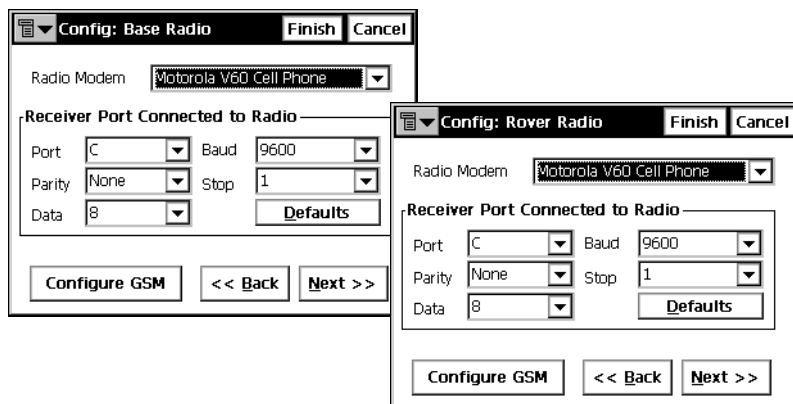 Config: Base Radio Finish Cancel
Radio Modem Motorola V60 Cell Phone
Receiver Port Connected to Radio
Port C Baud 9600
Parity None Stop 1
Data 8 Defaults
Configure GSM << Back Next >>
Config: Rover Radio Finish Cancel
Radio Modem Motorola V60 Cell Phone
Receiver Port Connected to Radio
Port C Baud 9600
Parity None Stop 1
Data 8 Defaults
Configure GSM << Back Next >>